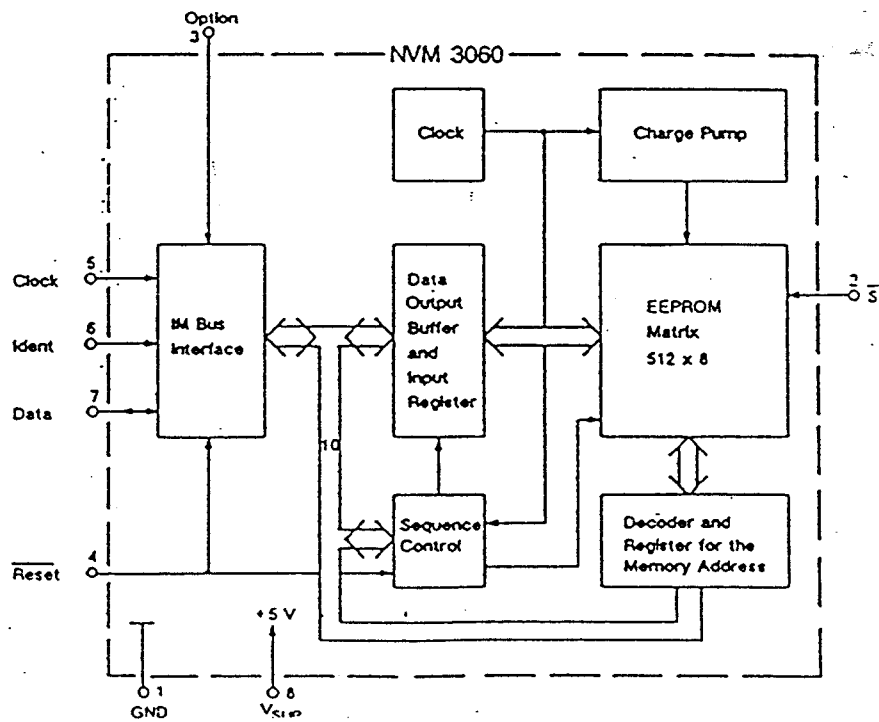 Option
3
NVM 3060
Clock
Charge Pump
Clock
5
Ident
6
Data
7
IM Bus
Interface
Data
Output
Buffer
and
Input
Register
EEPROM
Matrix
512 x 8
2
S̅
10
Sequence
Control
Decoder and
Register for the
Memory Address
R̅e̅s̅e̅t̅
4
+5 V
1
GND
8
VSUP